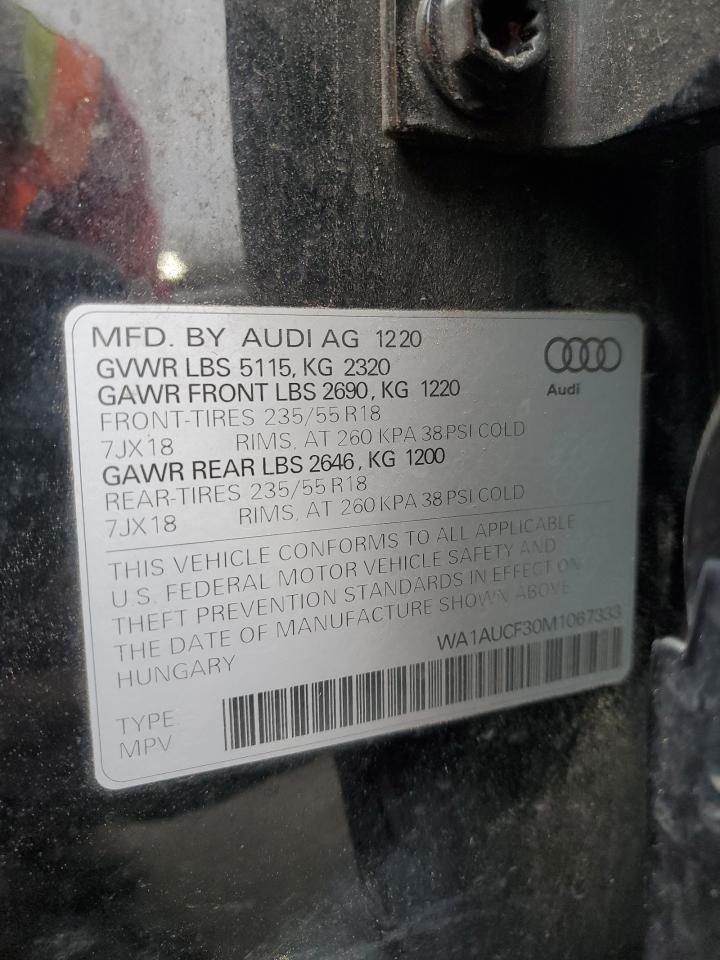 MFD. BY AUDI AG 1220
GVWR LBS 5115, KG 2320
GAWR FRONT LBS 2690, KG 1220
FRONT-TIRES 235/55 R18
7JX18 RIMS, AT 260 KPA 38 PSI COLD
GAWR REAR LBS 2646, KG 1200
REAR-TIRES 235/55 R18
7JX18 RIMS, AT 260 KPA 38 PSI COLD
Audi
THIS VEHICLE CONFORMS TO ALL APPLICABLE
U.S. FEDERAL MOTOR VEHICLE SAFETY AND
THEFT PREVENTION STANDARDS IN EFFECT ON
THE DATE OF MANUFACTURE SHOWN ABOVE.
HUNGARY
WA1AUCF30M1067333
TYPE
MPV